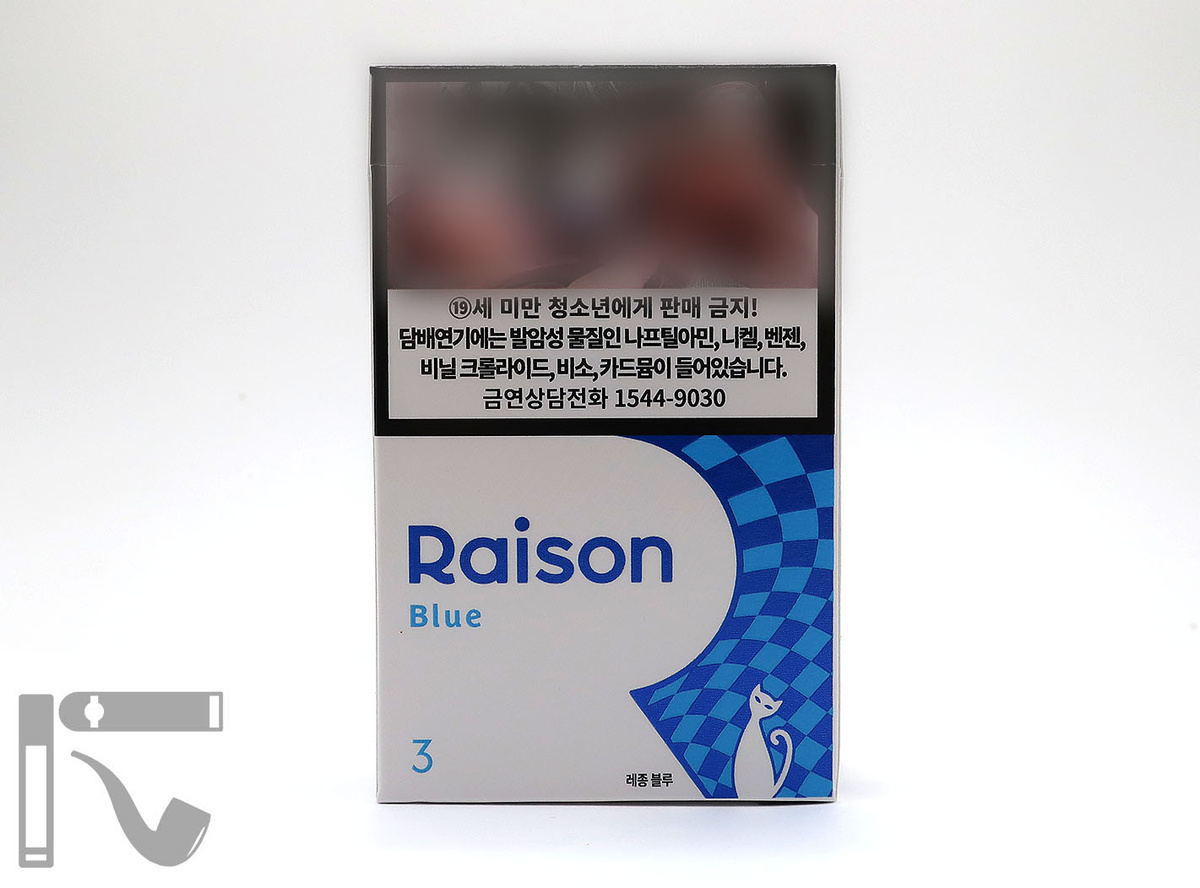 ⑲세 미만 청소년에게 판매 금지!
담배연기에는 발암성 물질인 나프틸아민, 니켈, 벤젠,
비닐 크롤라이드, 비소, 카드뮴이 들어있습니다.
금연상담전화 1544-9030
Raison
Blue
3
레종 블루